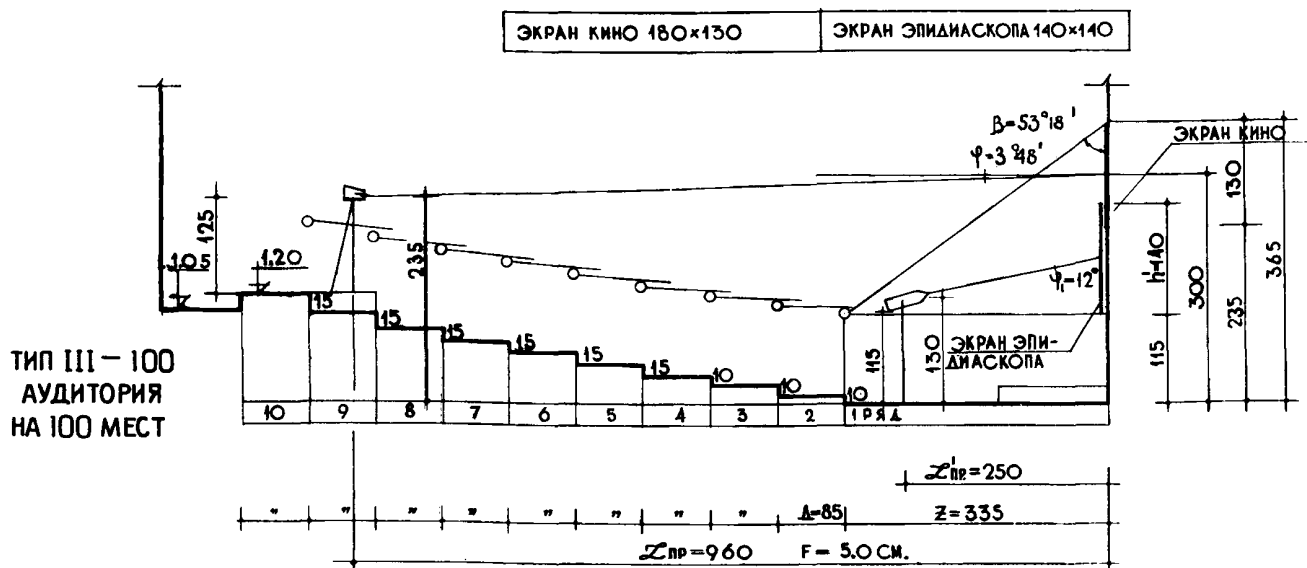 ЭКРАН КИНО 180×130
ЭКРАН ЭПИДИАСКОПА 140×140
β=53°18'
φ=3°48'
ЭКРАН КИНО
130
365
235
300
h'=140
115
125
1.05
1.20
235
φ₁=12°
ЭКРАН ЭПИ-
ДИАСКОПА
115
130
15
15
15
15
15
15
10
10
10
ТИП III – 100
АУДИТОРИЯ
НА 100 МЕСТ
10 9 8 7 6 5 4 3 2 1 РЯД
L'пр=250
" " " " " " " " Δ=85 Z=335
Lпр=960 F= 5.0 СМ.